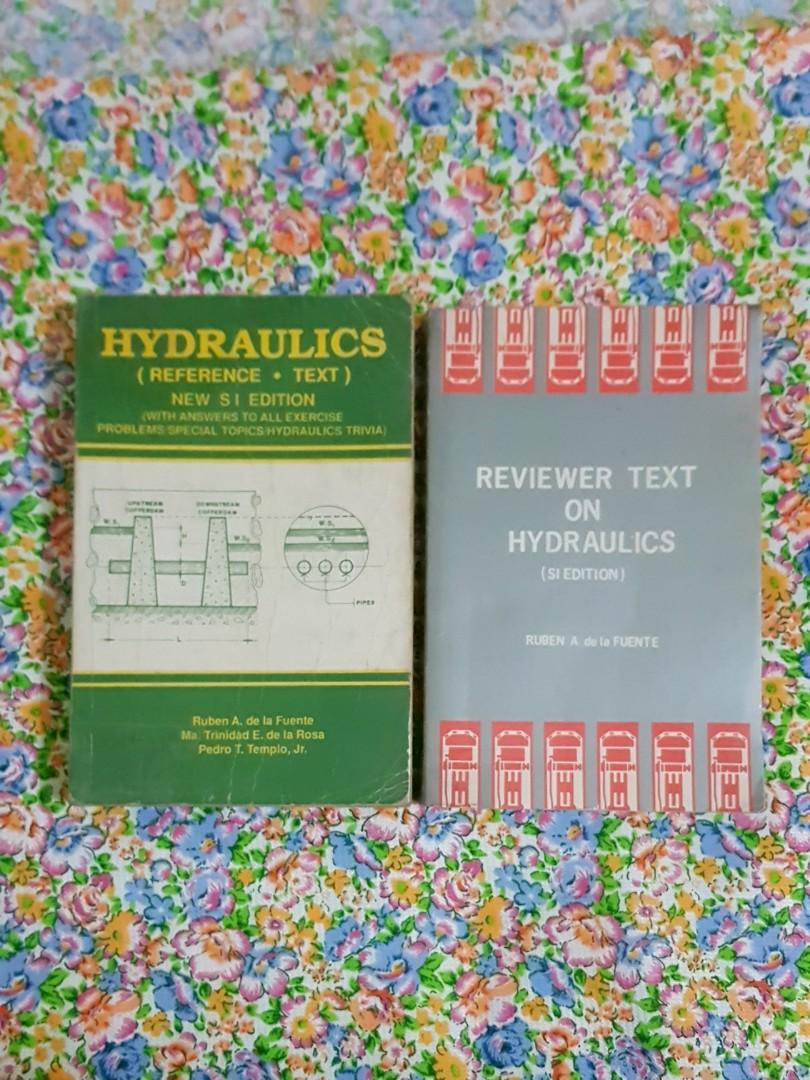 HYDRAULICS
(REFERENCE • TEXT)
NEW S I EDITION
(WITH ANSWERS TO ALL EXERCISE
PROBLEMS/SPECIAL TOPICS/HYDRAULICS TRIVIA)
UPSTREAM
COFFERDAM
DOWNSTREAM
COFFERDAM
W.S.
H
W.S.
D
L
W.S.
W.S.
PIPES
Ruben A. de la Fuente
Ma. Trinidad E. de la Rosa
Pedro T. Templo, Jr.
REVIEWER TEXT
ON
HYDRAULICS
(SI EDITION)
RUBEN A. de la FUENTE